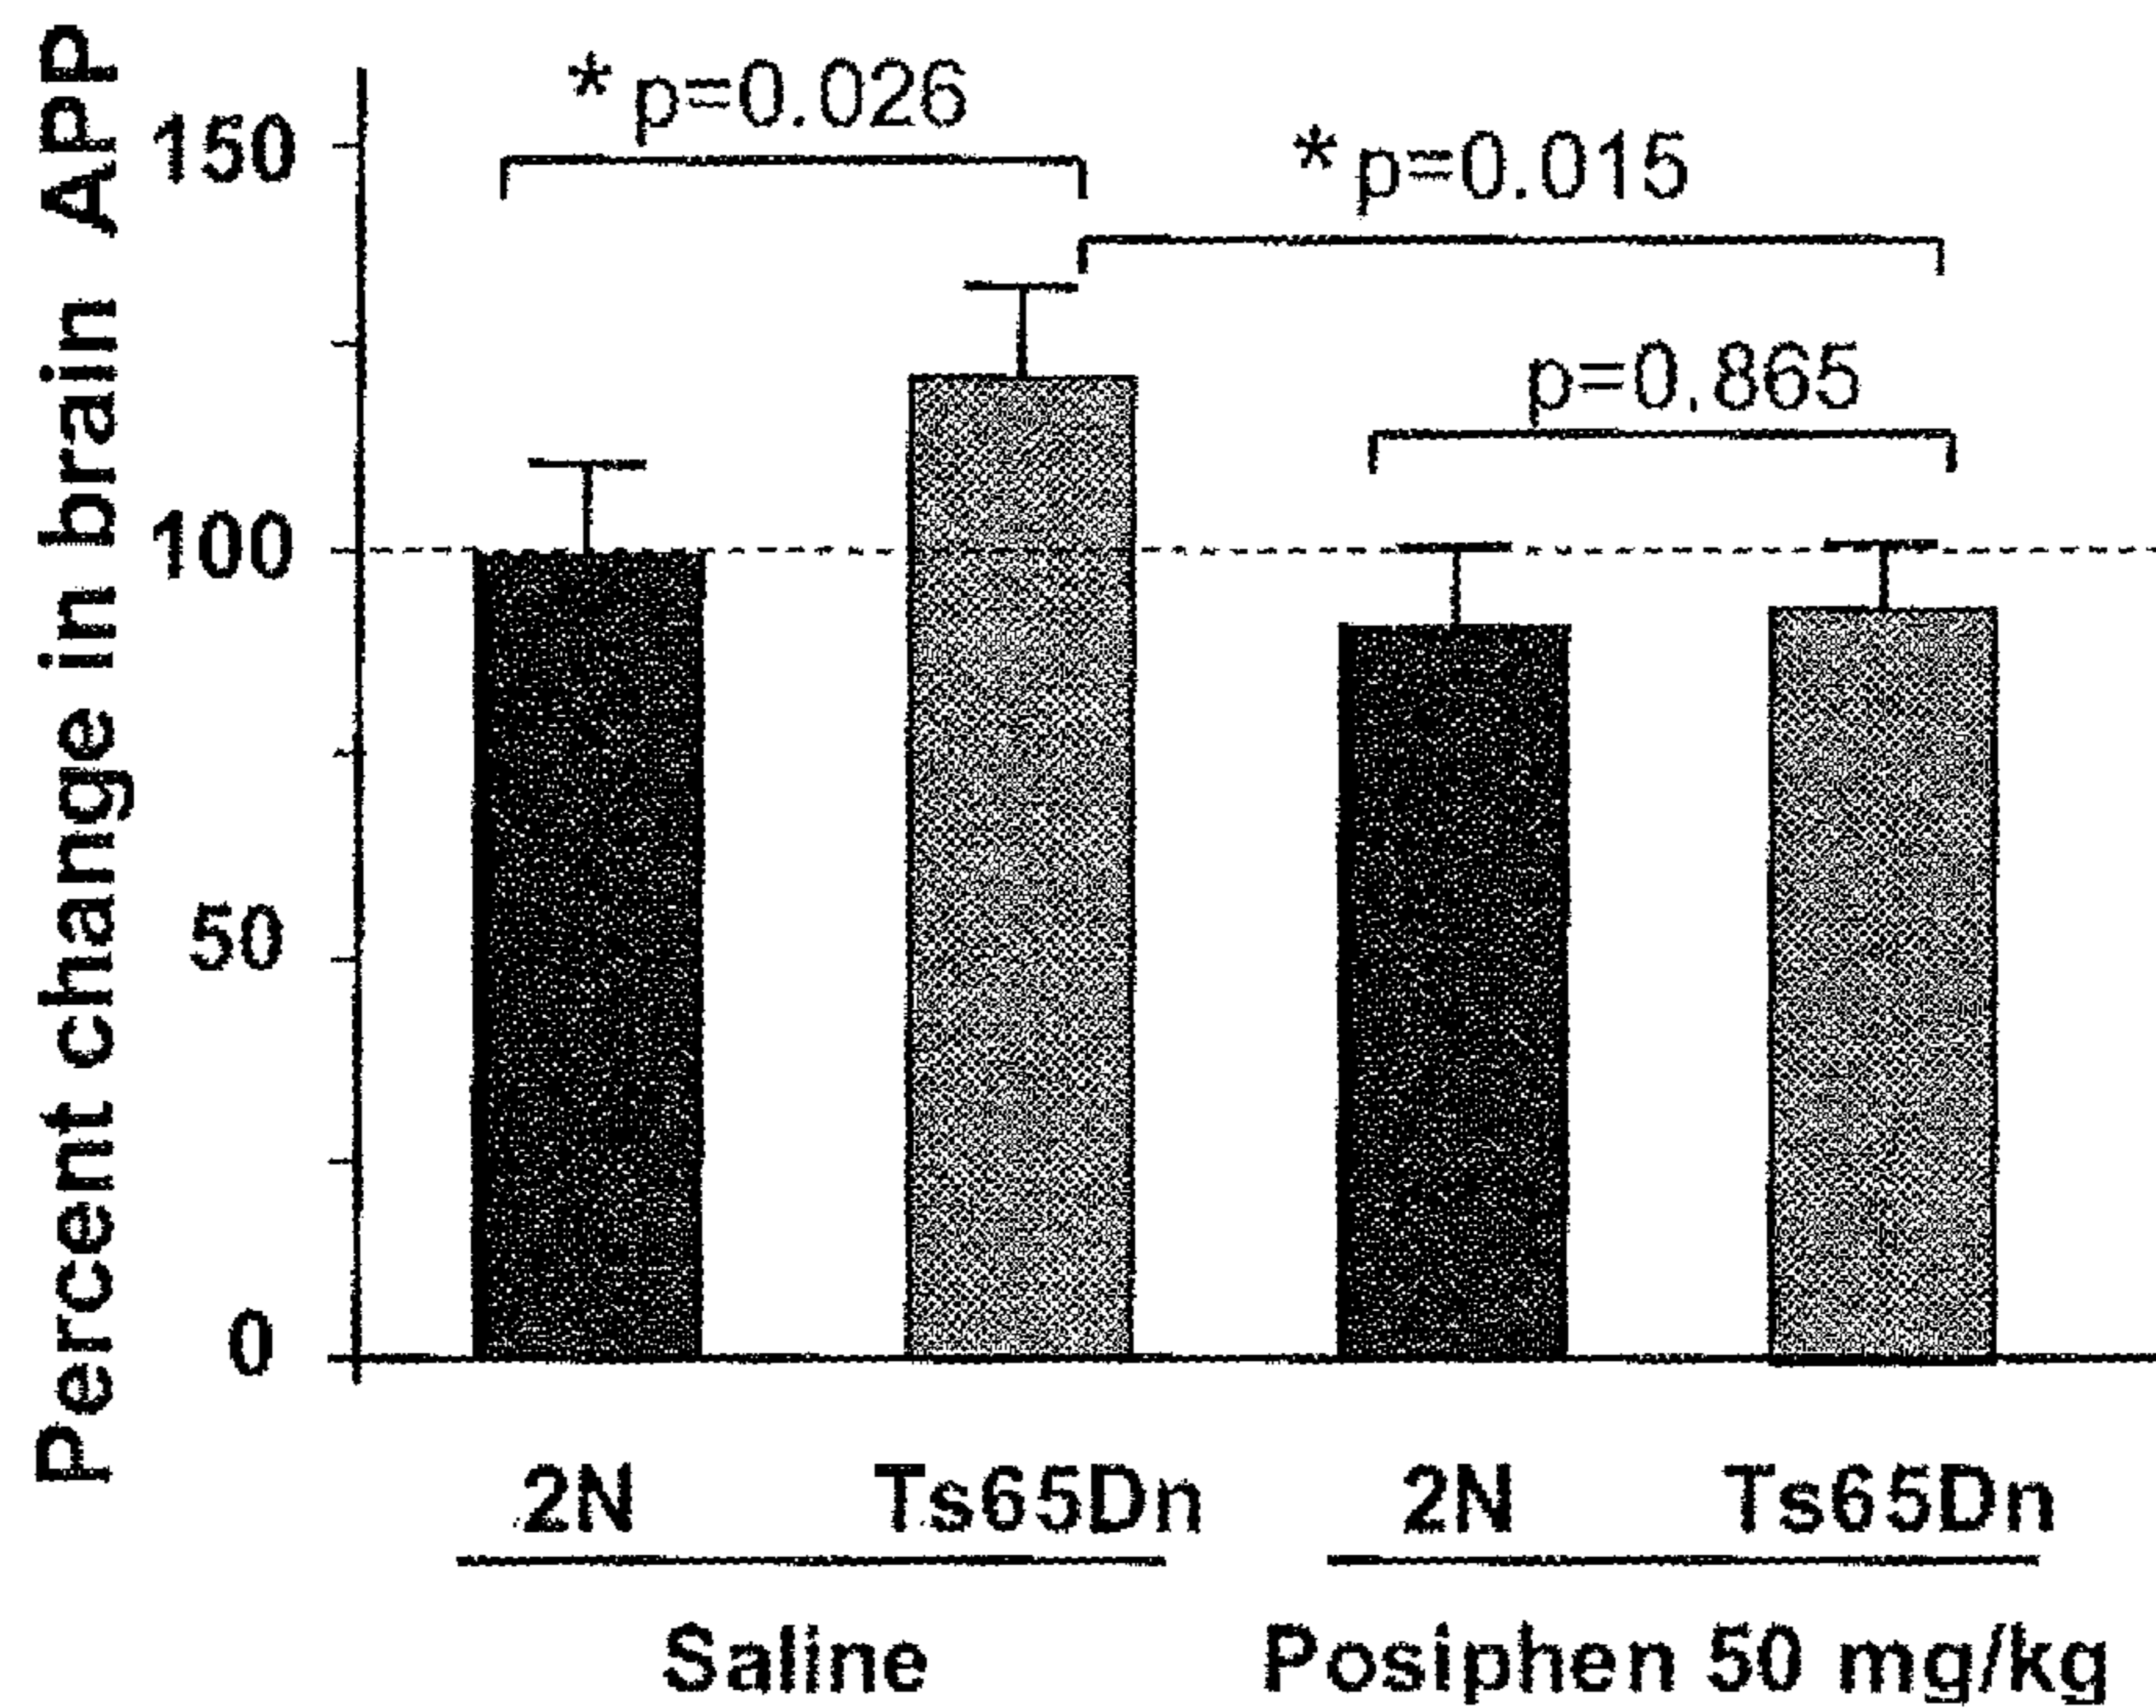 Percent change in brain APP
150
100
50
0
* p=0.026
* p=0.015
p=0.865
2N Ts65Dn 2N Ts65Dn
Saline Posiphen 50 mg/kg